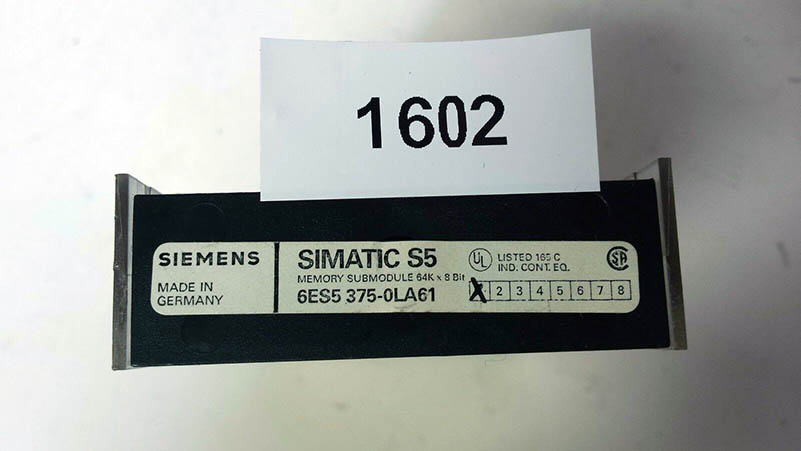 1602
SIEMENS
MADE IN
GERMANY
SIMATIC S5
MEMORY SUBMODULE 64K x 8 Bit
6ES5 375-0LA61
UL
LISTED 165 C
IND. CONT. EQ.
SA
X 2 3 4 5 6 7 8